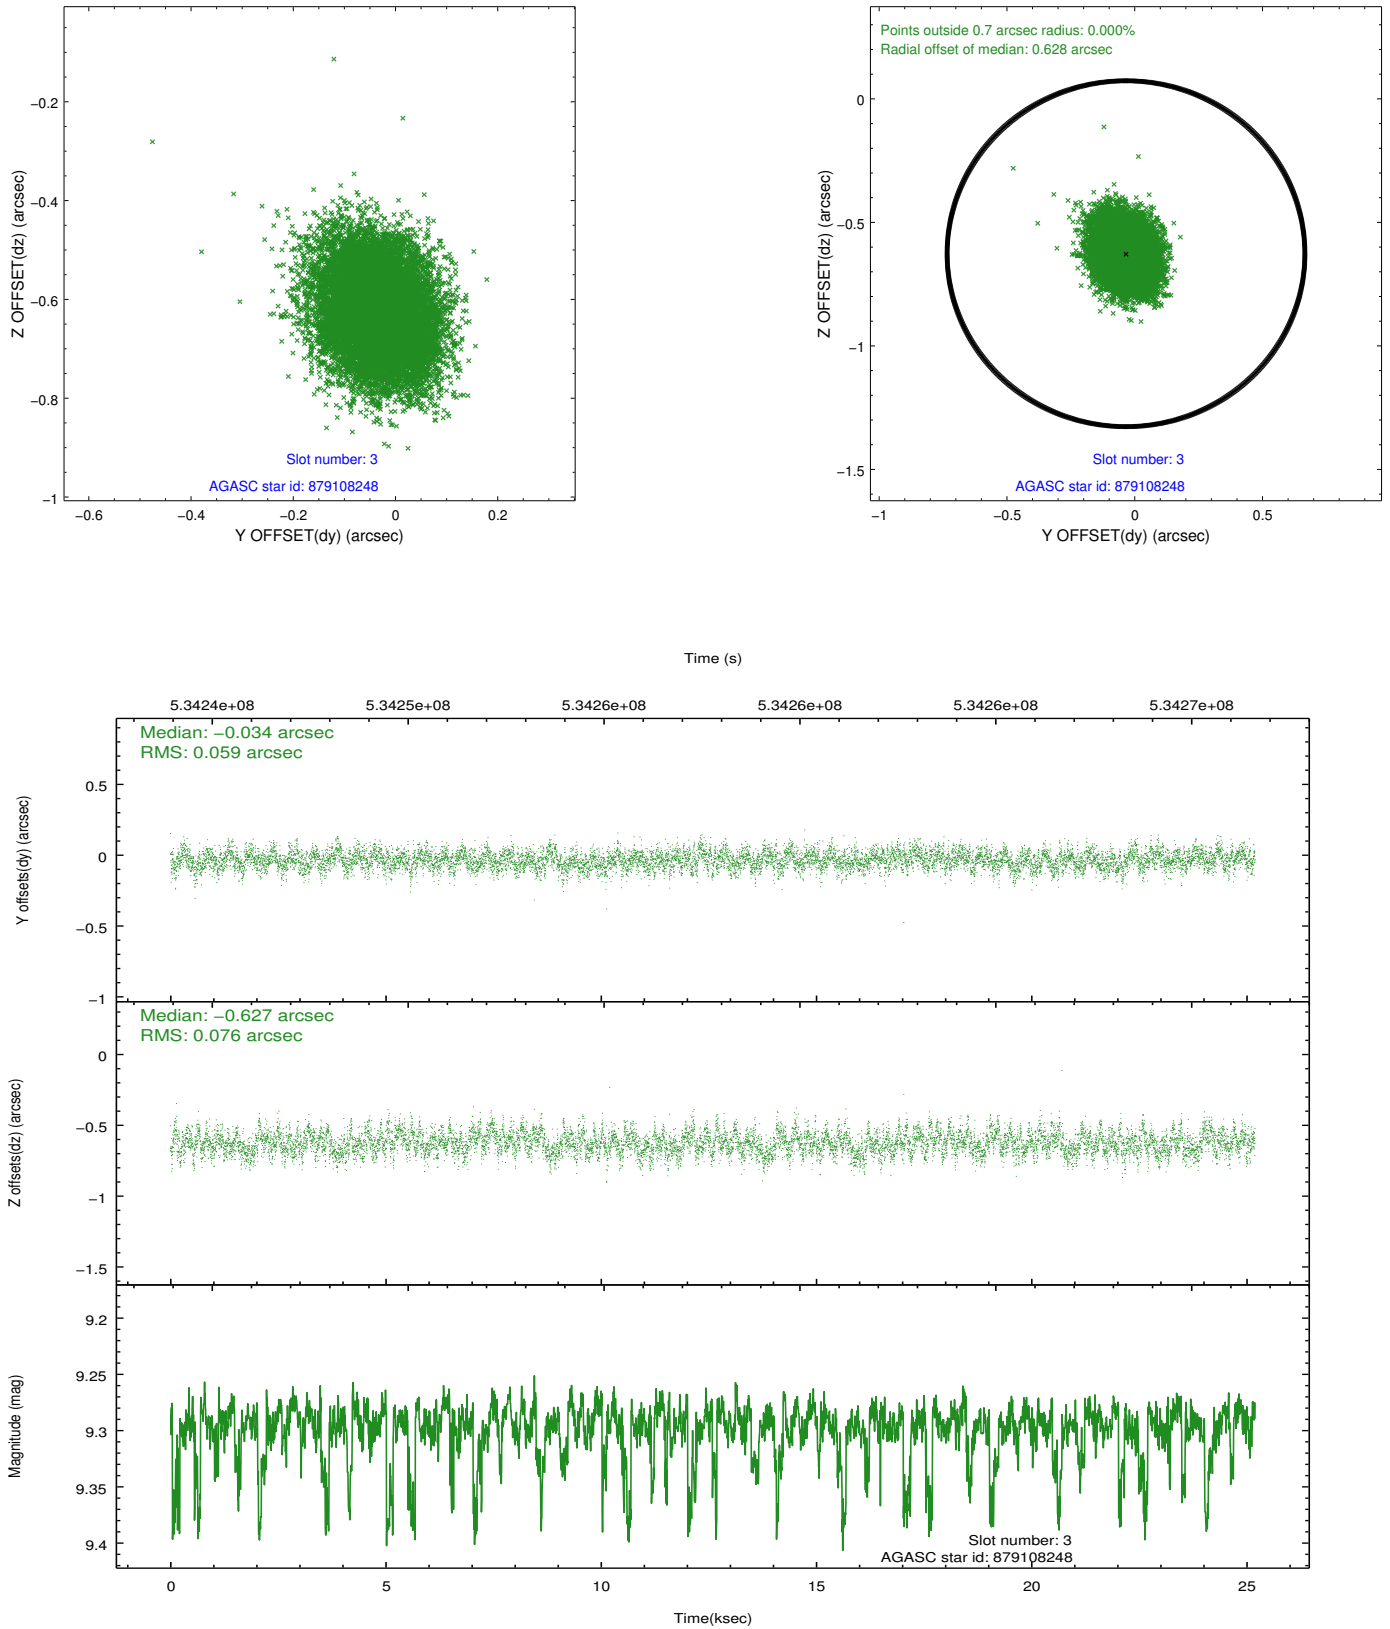 −0.2
−0.4
−0.6
−0.8
−1
Z OFFSET(dz) (arcsec)
Slot number: 3
AGASC star id: 879108248
−0.6 −0.4 −0.2 0 0.2
Y OFFSET(dy) (arcsec)
Points outside 0.7 arcsec radius: 0.000%
Radial offset of median: 0.628 arcsec
0
−0.5
−1
−1.5
Z OFFSET(dz) (arcsec)
Slot number: 3
AGASC star id: 879108248
−1 −0.5 0 0.5
Y OFFSET(dy) (arcsec)
Time (s)
5.3424e+08 5.3425e+08 5.3426e+08 5.3426e+08 5.3426e+08 5.3427e+08
Median: −0.034 arcsec
RMS: 0.059 arcsec
0.5
0
−0.5
−1
Y offsets(dy) (arcsec)
Median: −0.627 arcsec
RMS: 0.076 arcsec
0
−0.5
−1
−1.5
Z offsets(dz) (arcsec)
9.2
9.25
9.3
9.35
9.4
Magnitude (mag)
Slot number: 3
AGASC star id: 879108248
0 5 10 15 20 25
Time(ksec)